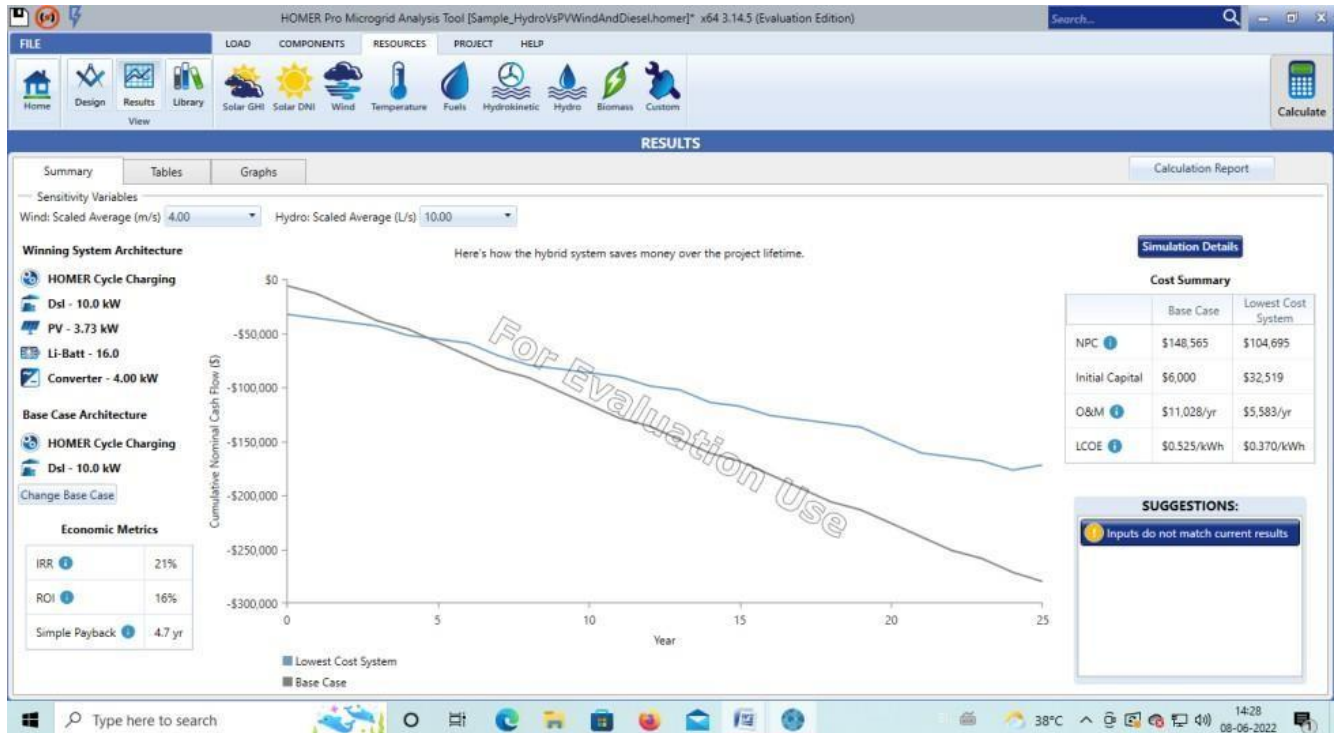 HOMER Pro Microgrid Analysis Tool [Sample_HydroVsPVWindAndDiesel.homer]* x64 3.14.5 (Evaluation Edition)
Search...
FILE
LOAD COMPONENTS RESOURCES PROJECT HELP
Home Design Results Library Solar GHI Solar DNI Wind Temperature Fuels Hydrokinetic Hydro Biomass Custom
View
Calculate
RESULTS
Summary Tables Graphs
Calculation Report
Sensitivity Variables
Wind: Scaled Average (m/s) 4.00 Hydro: Scaled Average (L/s) 10.00
Winning System Architecture
HOMER Cycle Charging
Dsl - 10.0 kW
PV - 3.73 kW
Li-Batt - 16.0
Converter - 4.00 kW
Base Case Architecture
HOMER Cycle Charging
Dsl - 10.0 kW
Change Base Case
Economic Metrics
IRR 21%
ROI 16%
Simple Payback 4.7 yr
Here's how the hybrid system saves money over the project lifetime.
Cumulative Nominal Cash Flow ($)
$0
-$50,000
-$100,000
-$150,000
-$200,000
-$250,000
-$300,000
For Evaluation Use
0 5 10 15 20 25
Year
Lowest Cost System
Base Case
Simulation Details
Cost Summary
Base Case Lowest Cost
System
NPC $148,565 $104,695
Initial Capital $6,000 $32,519
O&M $11,028/yr $5,583/yr
LCOE $0.525/kWh $0.370/kWh
SUGGESTIONS:
Inputs do not match current results
Type here to search
38°C
14:28
08-06-2022